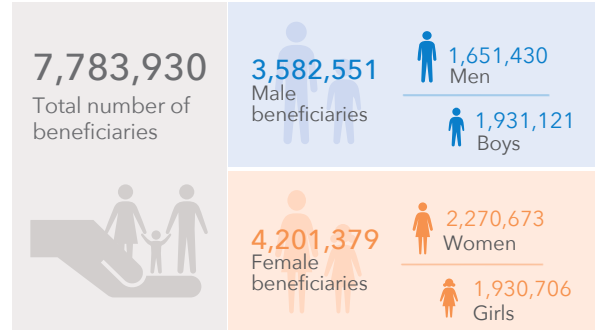 7,783,930
Total number of
beneficiaries
3,582,551
Male
beneficiaries
1,651,430
Men
1,931,121
Boys
4,201,379
Female
beneficiaries
2,270,673
Women
1,930,706
Girls